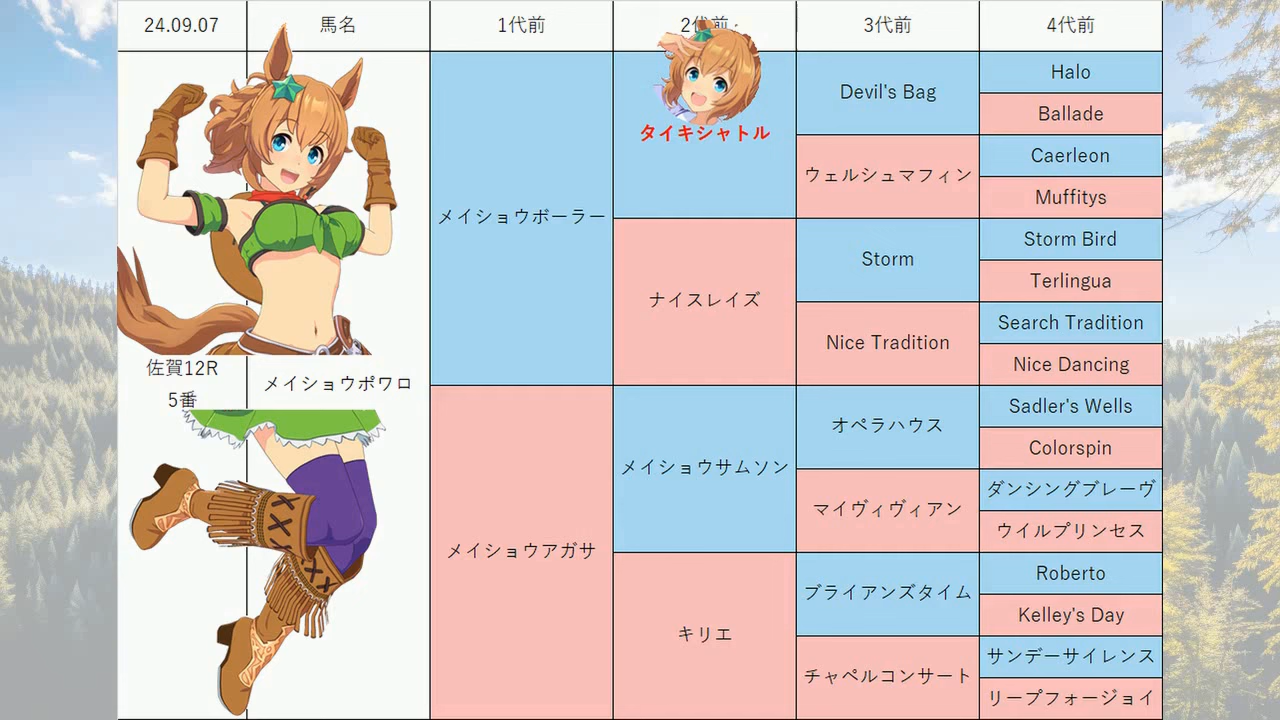 24.09.07
馬名
1代前
2代前
3代前
4代前
佐賀12R
5番
メイショウポワロ
メイショウボーラー
メイショウアガサ
タイキシャトル
ナイスレイズ
メイショウサムソン
キリエ
Devil's Bag
ウェルシュマフィン
Storm
Nice Tradition
オペラハウス
マイヴィヴィアン
ブライアンズタイム
チャペルコンサート
Halo
Ballade
Caerleon
Muffitys
Storm Bird
Terlingua
Search Tradition
Nice Dancing
Sadler's Wells
Colorspin
ダンシングブレーヴ
ウイルプリンセス
Roberto
Kelley's Day
サンデーサイレンス
リープフォージョイ